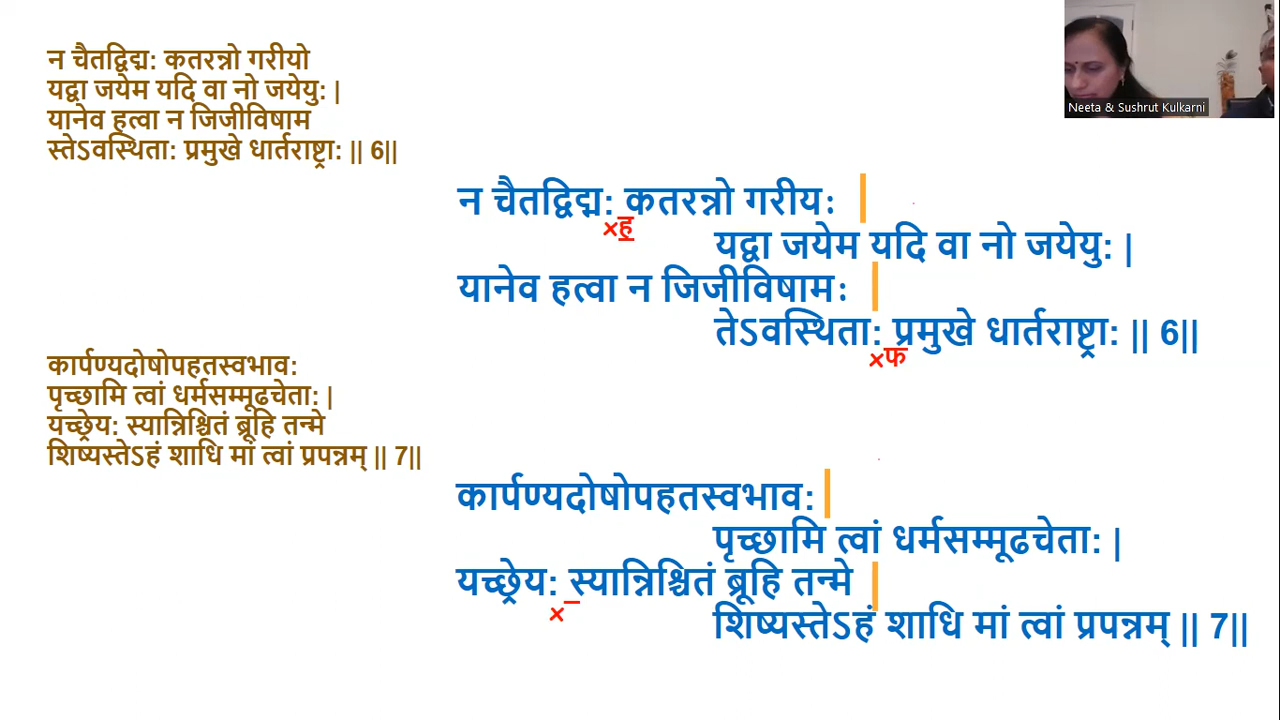 न चैतद्विद्म: कतरन्नो गरीयो
यद्वा जयेम यदि वा नो जयेयु: |
यानेव हत्वा न जिजीविषाम
स्तेऽवस्थिता: प्रमुखे धार्तराष्ट्रा: || 6||
न चैतद्विद्म: कतरन्नो गरीयः |
×ह
यद्वा जयेम यदि वा नो जयेयु: |
यानेव हत्वा न जिजीविषामः |
तेऽवस्थिता: प्रमुखे धार्तराष्ट्रा: || 6||
×फ
कार्पण्यदोषोपहतस्वभाव:
पृच्छामि त्वां धर्मसम्मूढचेता: |
यच्छ्रेय: स्यान्निश्चितं ब्रूहि तन्मे
शिष्यस्तेऽहं शाधि मां त्वां प्रपन्नम् || 7||
कार्पण्यदोषोपहतस्वभाव: |
पृच्छामि त्वां धर्मसम्मूढचेता: |
यच्छ्रेय: स्यान्निश्चितं ब्रूहि तन्मे |
×
शिष्यस्तेऽहं शाधि मां त्वां प्रपन्नम् || 7||
Neeta & Sushrut Kulkarni